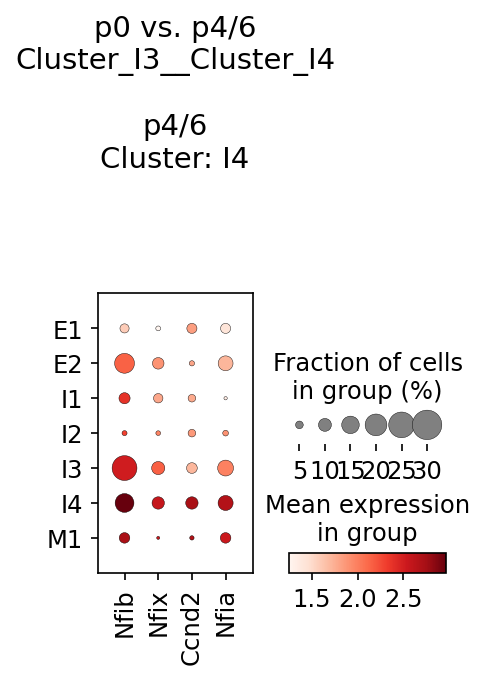 p0 vs. p4/6
Cluster_I3__Cluster_I4
p4/6
Cluster: I4
E1
E2
I1
I2
I3
I4
M1
Nfib
Nfix
Ccnd2
Nfia
Fraction of cells
in group (%)
5 10 15 20 25 30
Mean expression
in group
1.5 2.0 2.5